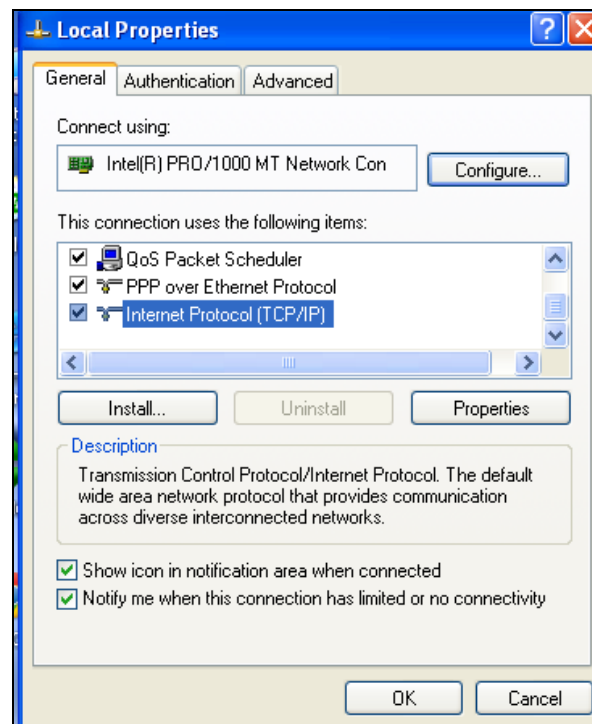 Local Properties
General Authentication Advanced
Connect using:
Intel(R) PRO/1000 MT Network Con Configure...
This connection uses the following items:
QoS Packet Scheduler
PPP over Ethernet Protocol
Internet Protocol (TCP/IP)
Install... Uninstall Properties
Description
Transmission Control Protocol/Internet Protocol. The default
wide area network protocol that provides communication
across diverse interconnected networks.
Show icon in notification area when connected
Notify me when this connection has limited or no connectivity
OK Cancel